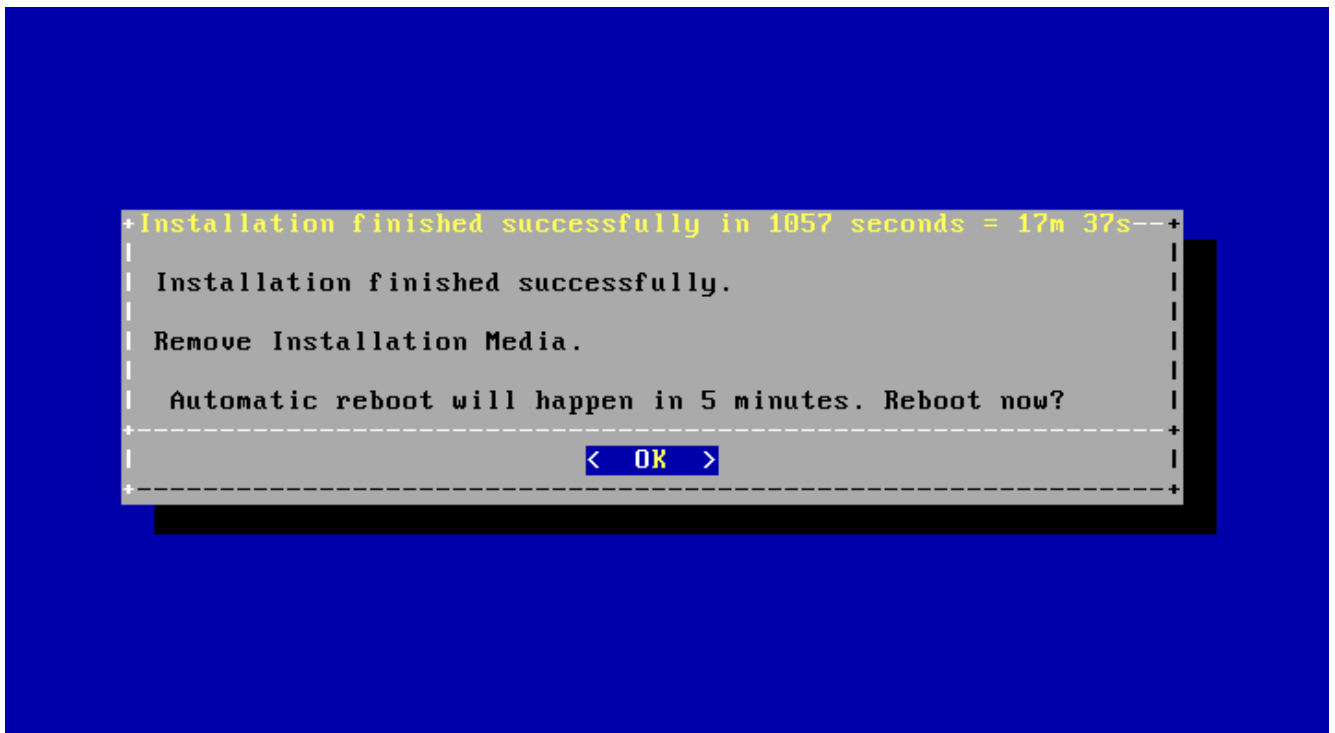 Installation finished successfully in 1057 seconds = 17m 37s
Installation finished successfully.
Remove Installation Media.
Automatic reboot will happen in 5 minutes. Reboot now?
< OK >